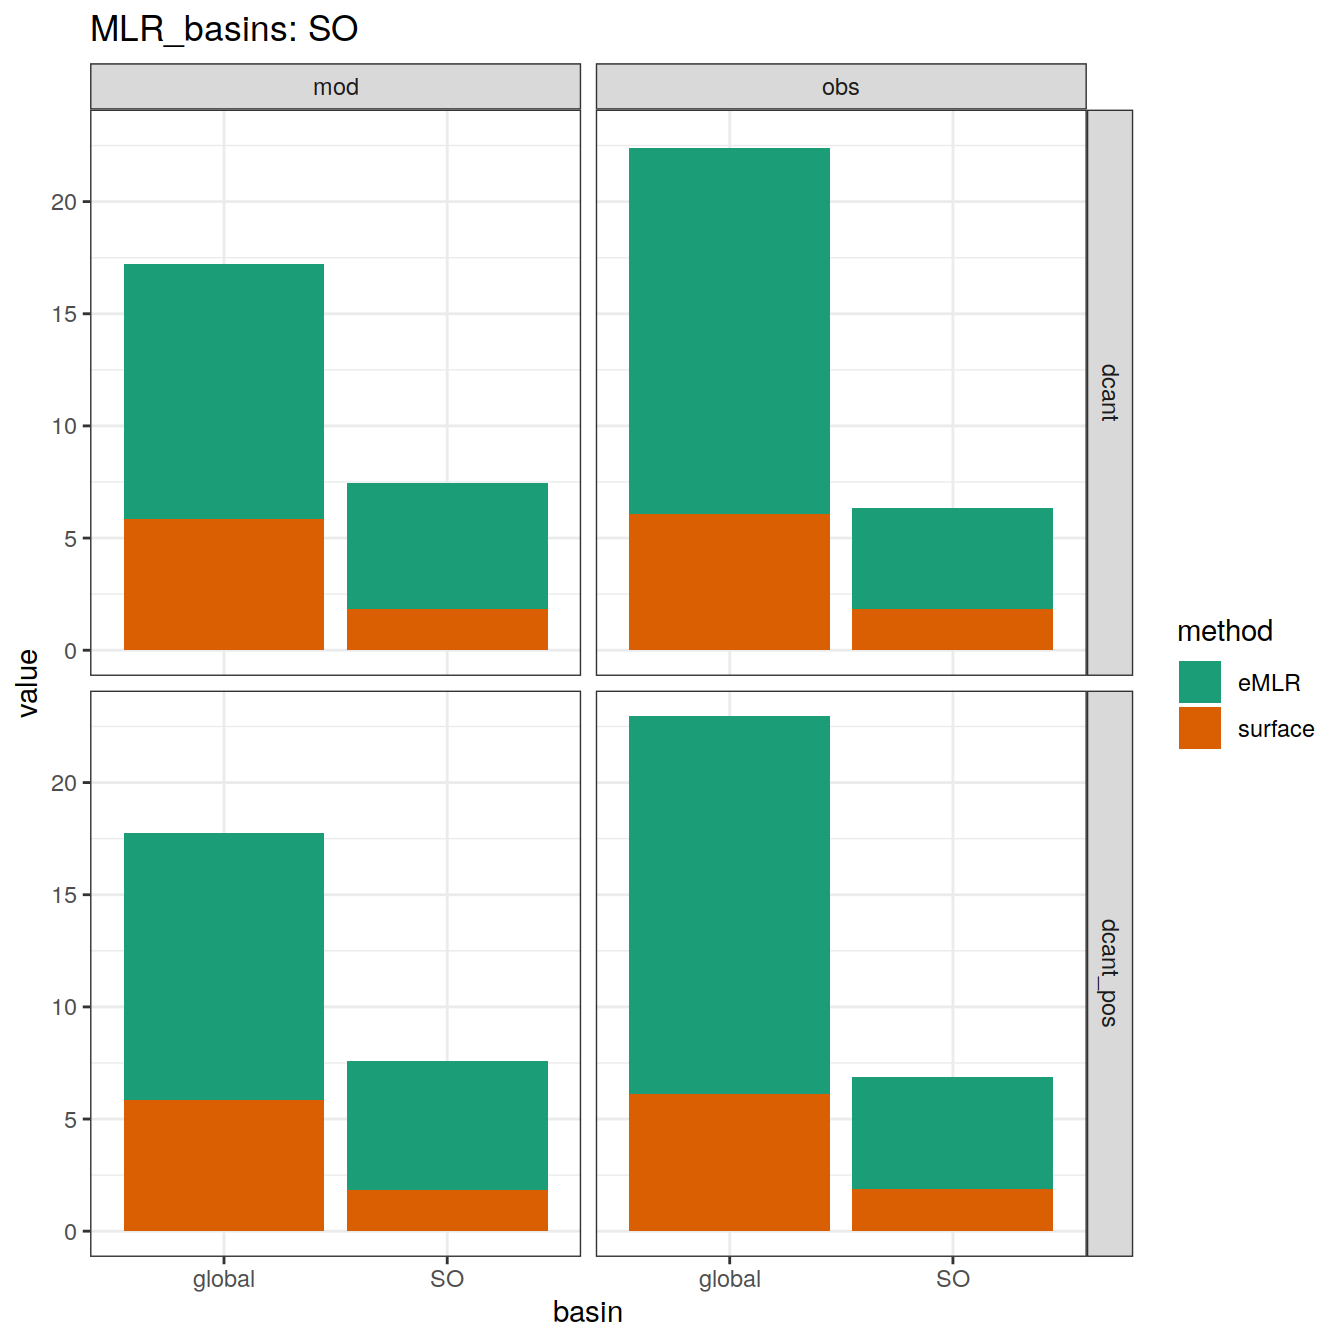 MLR_basins: SO
mod
obs
20
15
10
5
0
dcant
20
15
10
5
0
dcant_pos
value
global
SO
global
SO
basin
method
eMLR
surface